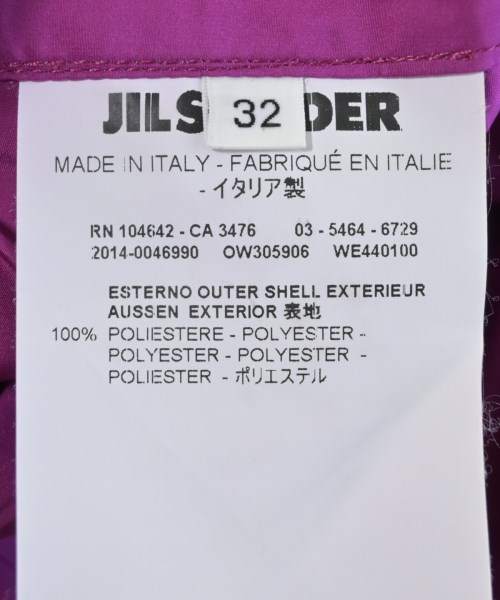 JILS DER
32
MADE IN ITALY - FABRIQUÉ EN ITALIE
- イタリア製
RN 104642 - CA 3476 03 - 5464 - 6729
2014-0046990 OW305906 WE440100
ESTERNO OUTER SHELL EXTERIEUR
AUSSEN EXTERIOR 表地
100% POLIESTERE - POLYESTER -
POLYESTER - POLYESTER -
POLIESTER - ポリエステル